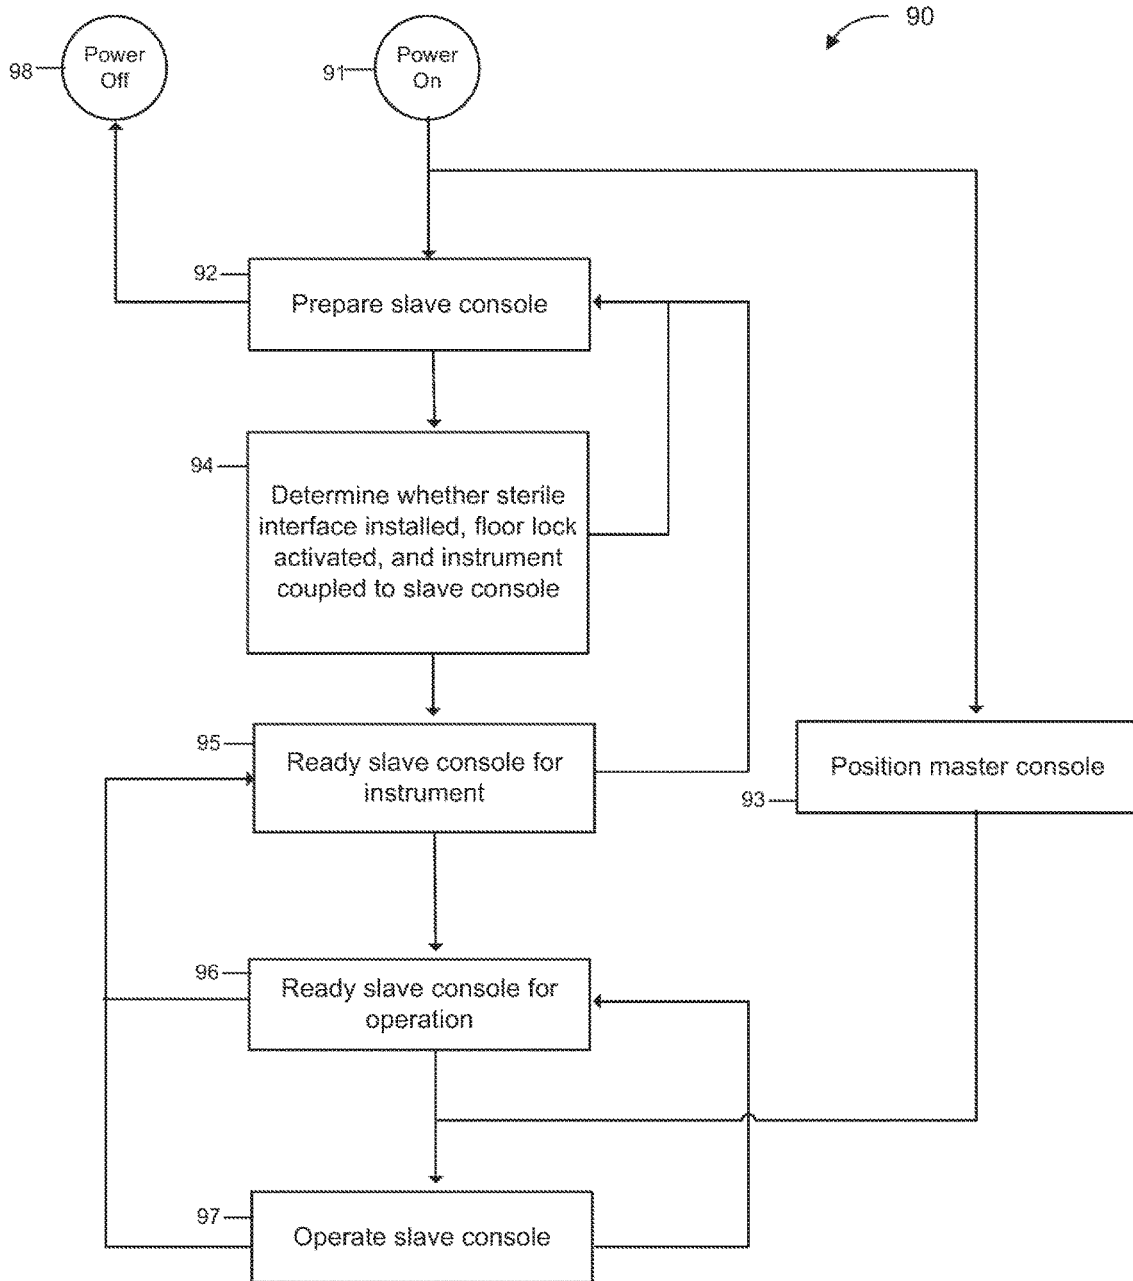 90
98
Power
Off
91
Power
On
92
Prepare slave console
94
Determine whether sterile
interface installed, floor lock
activated, and instrument
coupled to slave console
95
Ready slave console for
instrument
Position master console
93
96
Ready slave console for
operation
97
Operate slave console